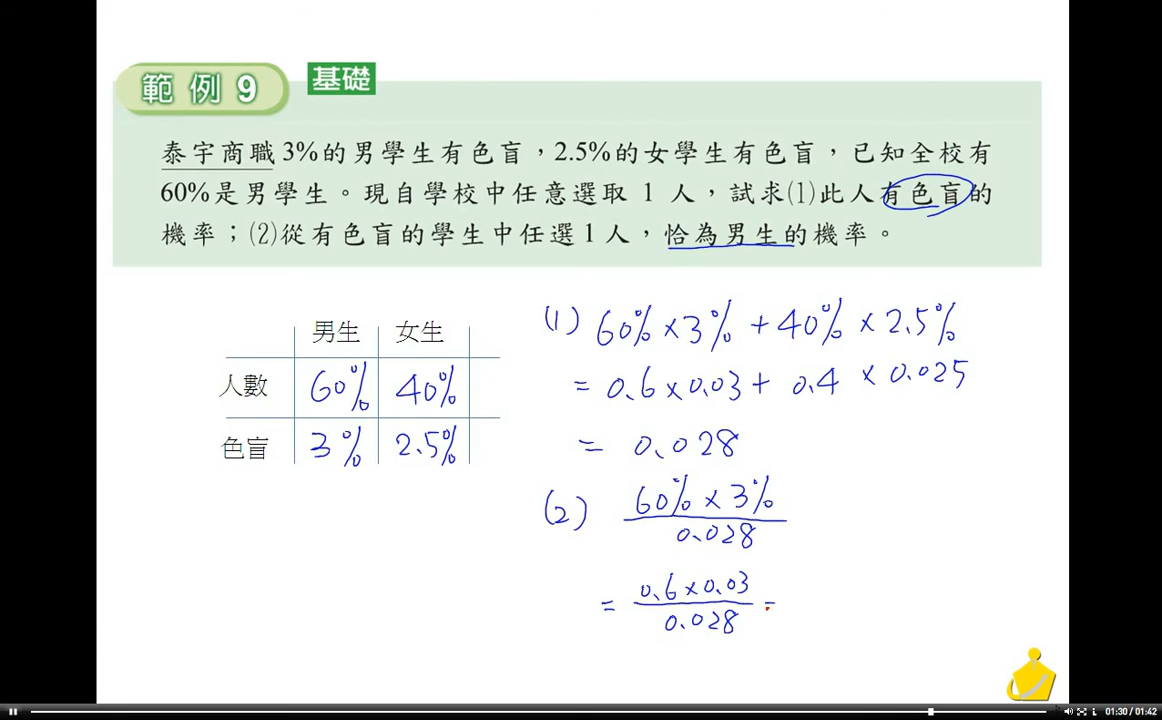 範例 9 基礎
泰宇商職3%的男學生有色盲，2.5%的女學生有色盲，已知全校有
60%是男學生。現自學校中任意選取 1 人，試求⑴此人有色盲的
機率；⑵從有色盲的學生中任選1人，恰為男生的機率。
男生 女生
人數 60% 40%
色盲 3% 2.5%
(1) 60% × 3% + 40% × 2.5%
= 0.6 × 0.03 + 0.4 × 0.025
= 0.028
(2) 60% × 3%
0.028
= 0.6 × 0.03 =
0.028
01:30 / 01:42